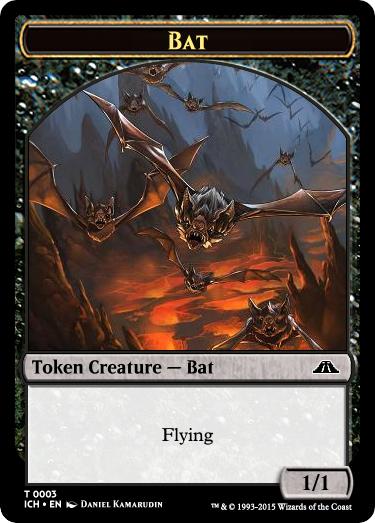 Bat
Token Creature — Bat
Flying
1/1
T 0003
ICH • EN Daniel Kamarudin
™ & © 1993-2015 Wizards of the Coast